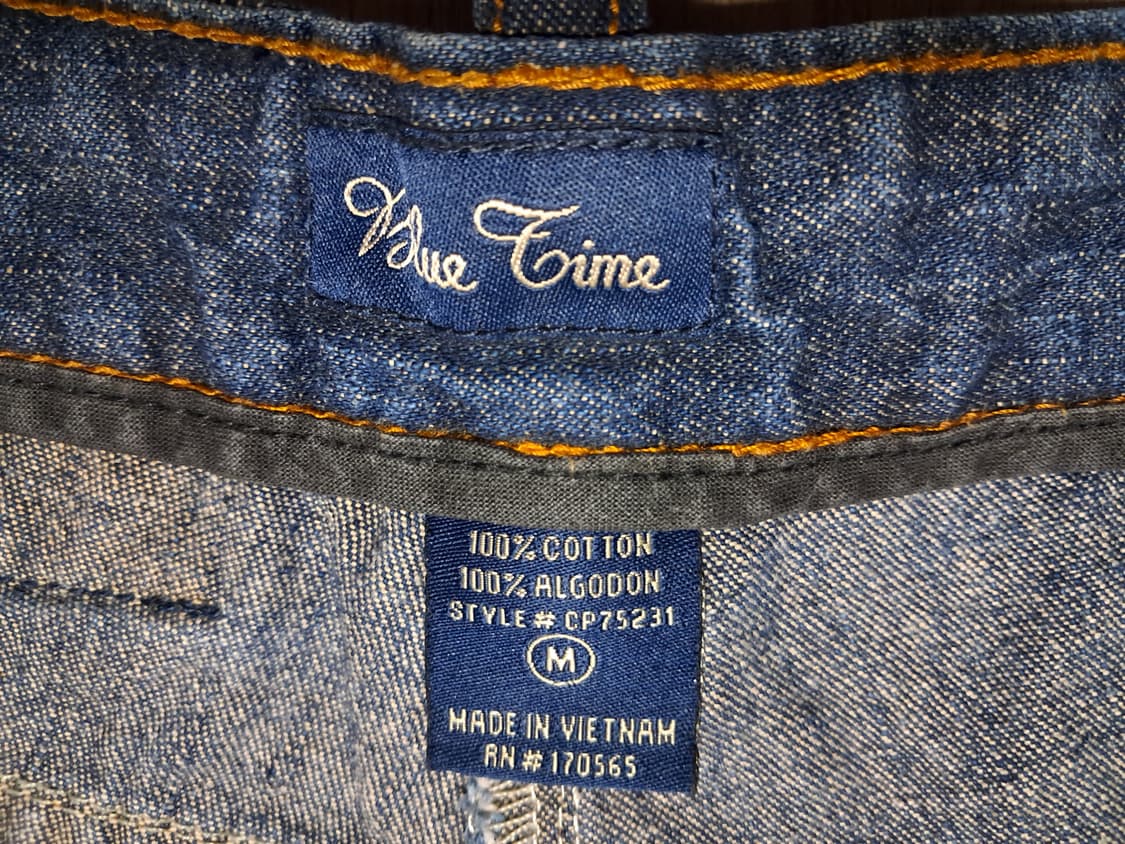 Blue Time
100% COTTON
100% ALGODON
STYLE # CP75231
M
MADE IN VIETNAM
RN # 170565